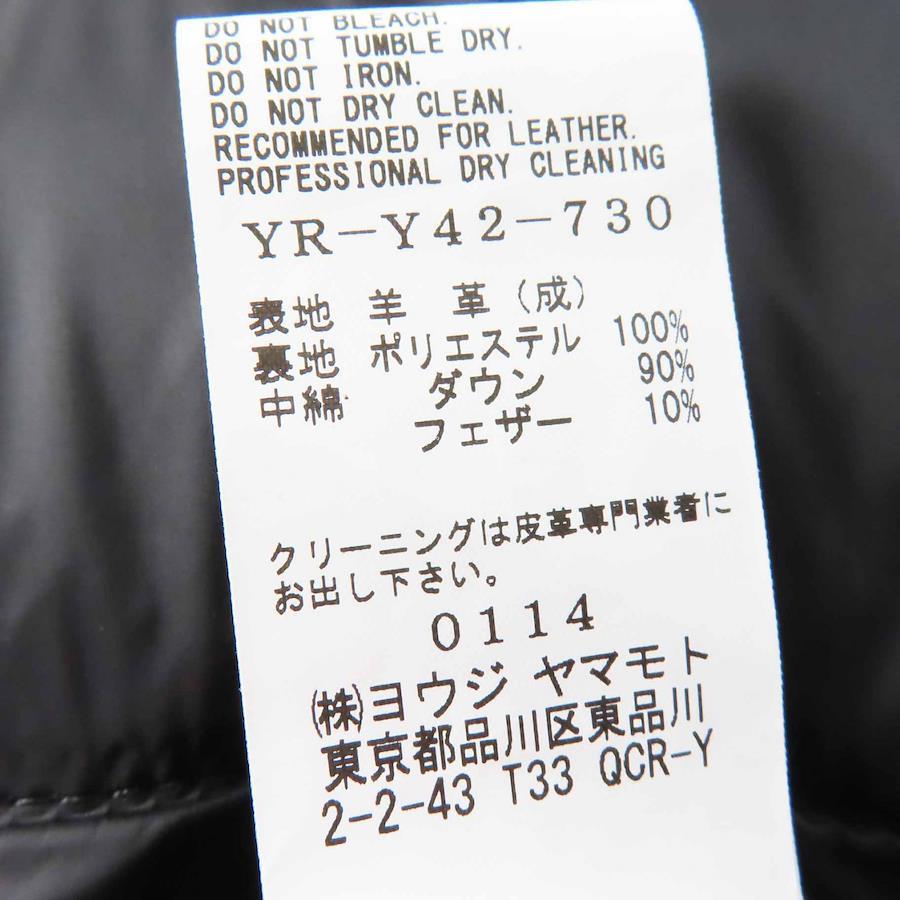 DO NOT BLEACH.
DO NOT TUMBLE DRY.
DO NOT IRON.
DO NOT DRY CLEAN.
RECOMMENDED FOR LEATHER.
PROFESSIONAL DRY CLEANING
YR-Y42-730
表地 羊 革(成)
裏地 ポリエステル 100%
中綿 ダウン 90%
フェザー 10%
クリーニングは皮革専門業者に
お出し下さい。
0114
(株)ヨウジ ヤマモト
東京都品川区東品川
2-2-43 T33 QCR-Y